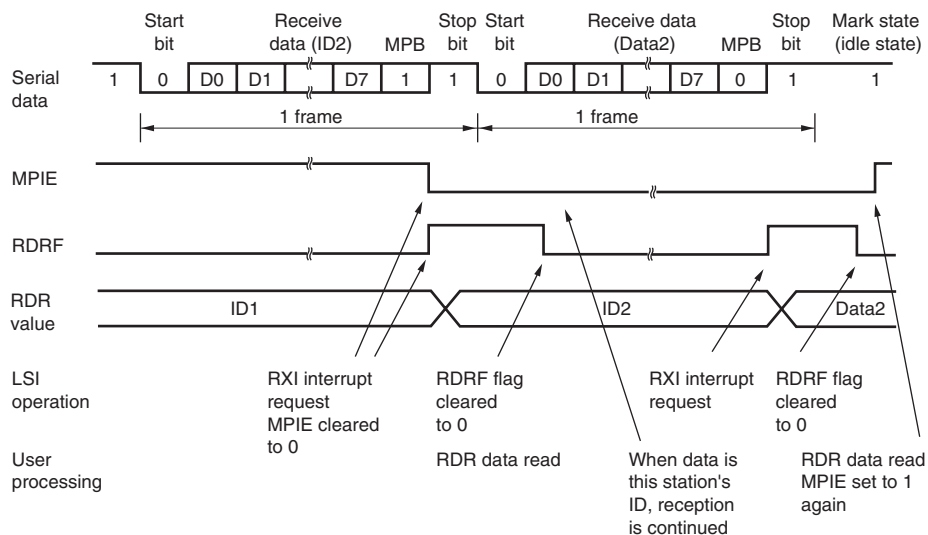 Start bit
Receive data (ID2)
MPB
Stop bit
Start bit
Receive data (Data2)
MPB
Stop bit
Mark state (idle state)
Serial data
1 0 D0 D1 D7 1 1 0 D0 D1 D7 0 1 1
1 frame
1 frame
MPIE
RDRF
RDR value
ID1
ID2
Data2
LSI operation
RXI interrupt request
MPIE cleared to 0
RDRF flag cleared to 0
RXI interrupt request
RDRF flag cleared to 0
User processing
RDR data read
When data is this station's ID, reception is continued
RDR data read
MPIE set to 1 again